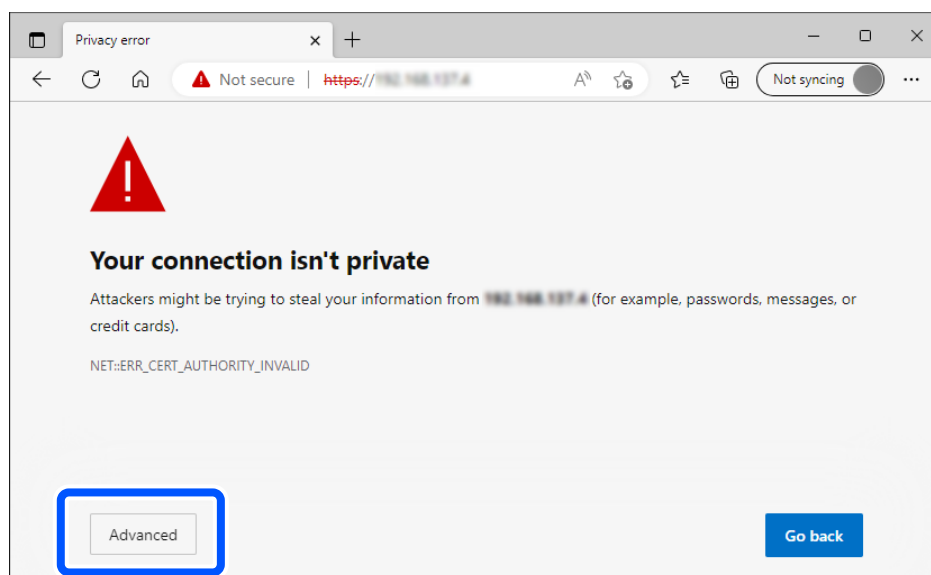 Privacy error
Not secure | https://
Not syncing
Your connection isn't private
Attackers might be trying to steal your information from (for example, passwords, messages, or
credit cards).
NET::ERR_CERT_AUTHORITY_INVALID
Advanced
Go back